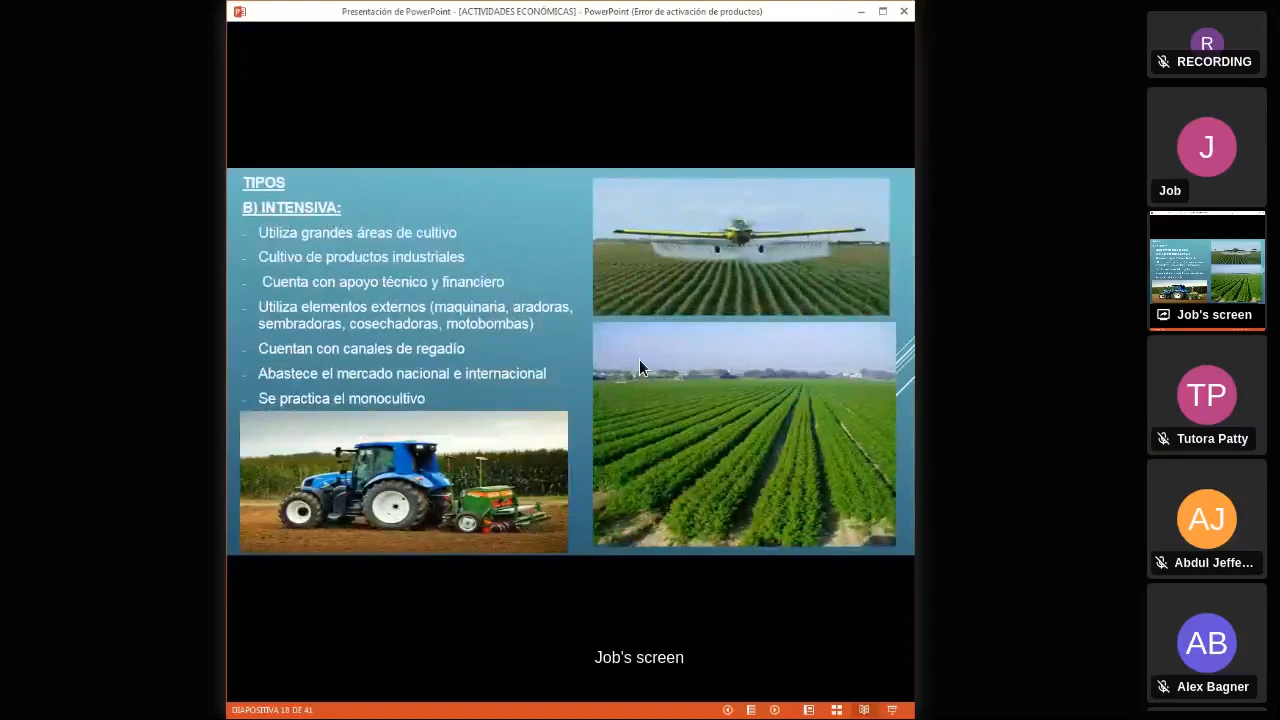 Presentación de PowerPoint - [ACTIVIDADES ECONÓMICAS] - PowerPoint (Error de activación de productos)
TIPOS
B) INTENSIVA:
- Utiliza grandes áreas de cultivo
- Cultivo de productos industriales
- Cuenta con apoyo técnico y financiero
- Utiliza elementos externos (maquinaria, aradoras,
sembradoras, cosechadoras, motobombas)
- Cuentan con canales de regadío
- Abastece el mercado nacional e internacional
- Se practica el monocultivo
Job's screen
DIAPOSITIVA 18 DE 41
R
RECORDING
J
Job
Job's screen
TP
Tutora Patty
AJ
Abdul Jeffe...
AB
Alex Bagner